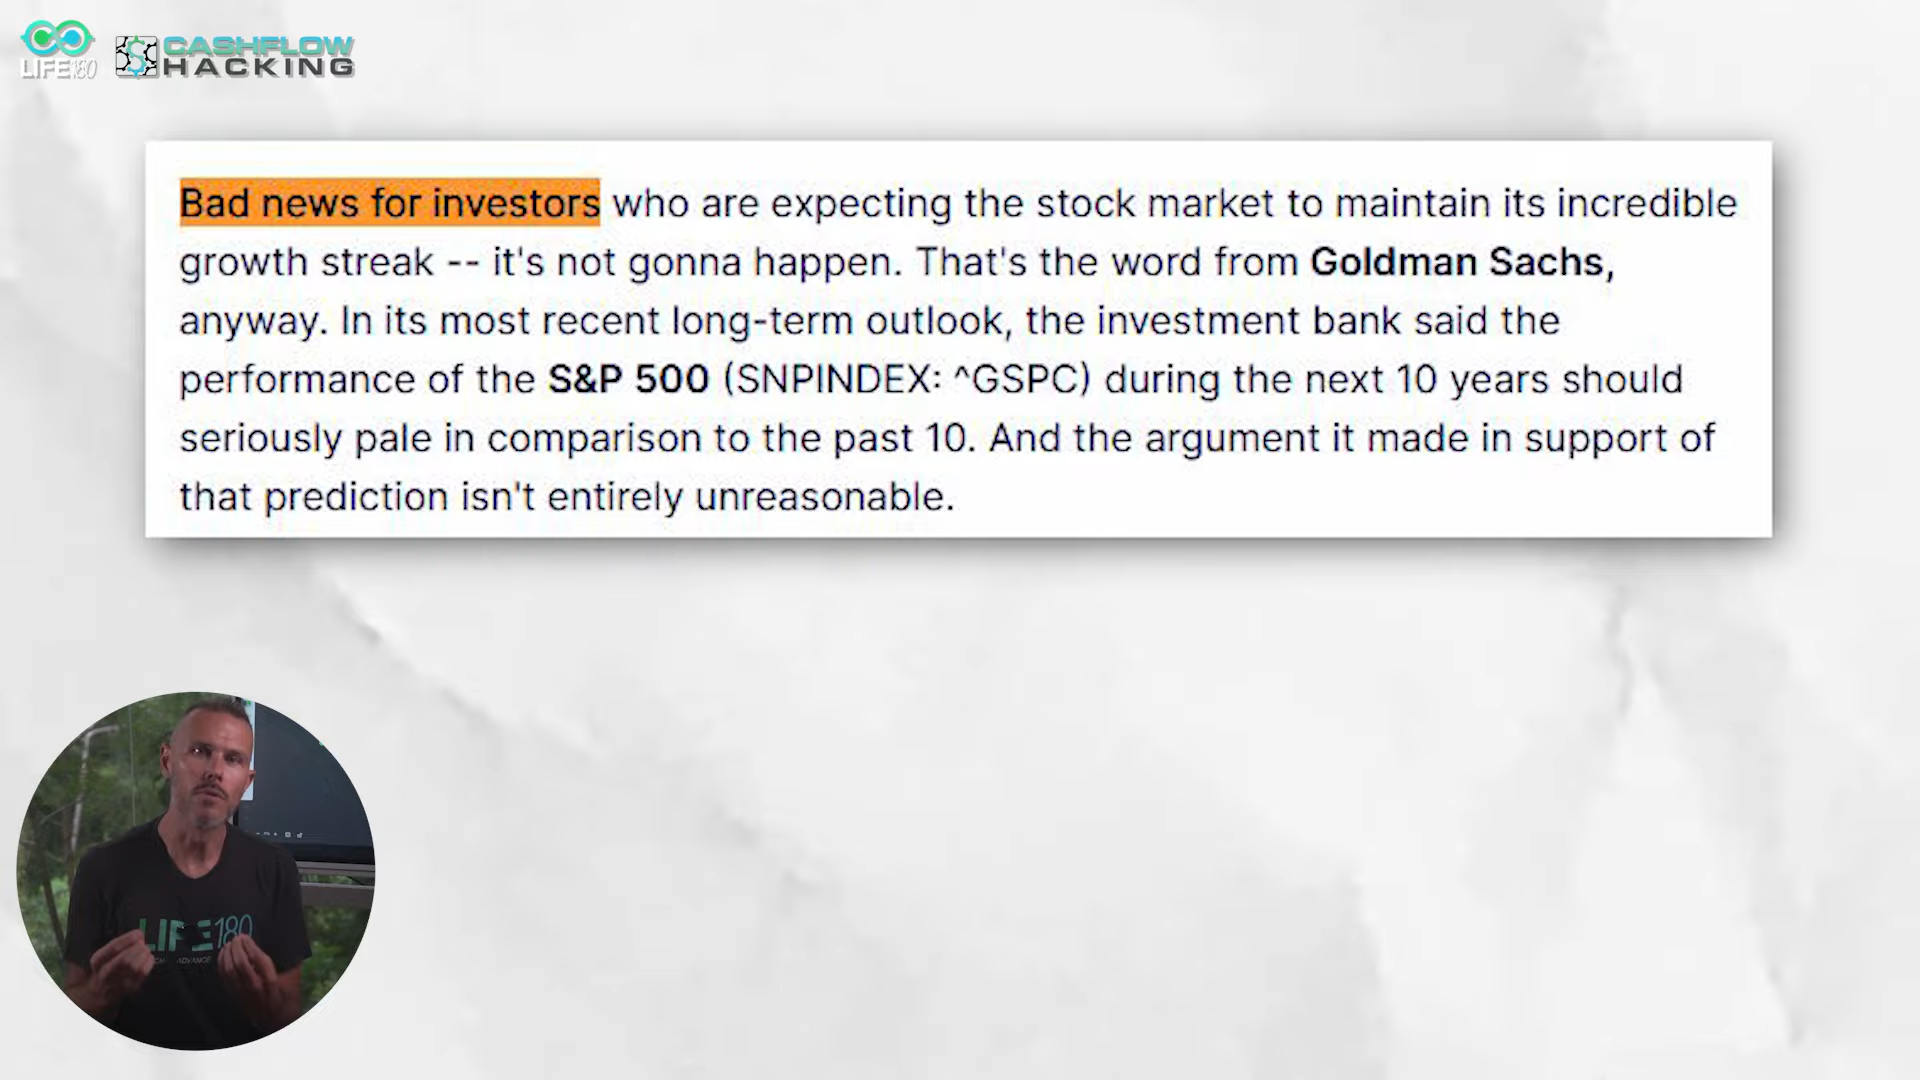 LIFE180
CASHFLOW
HACKING
Bad news for investors who are expecting the stock market to maintain its incredible
growth streak -- it's not gonna happen. That's the word from Goldman Sachs,
anyway. In its most recent long-term outlook, the investment bank said the
performance of the S&P 500 (SNPINDEX: ^GSPC) during the next 10 years should
seriously pale in comparison to the past 10. And the argument it made in support of
that prediction isn't entirely unreasonable.
LIFE180
ADVANCE